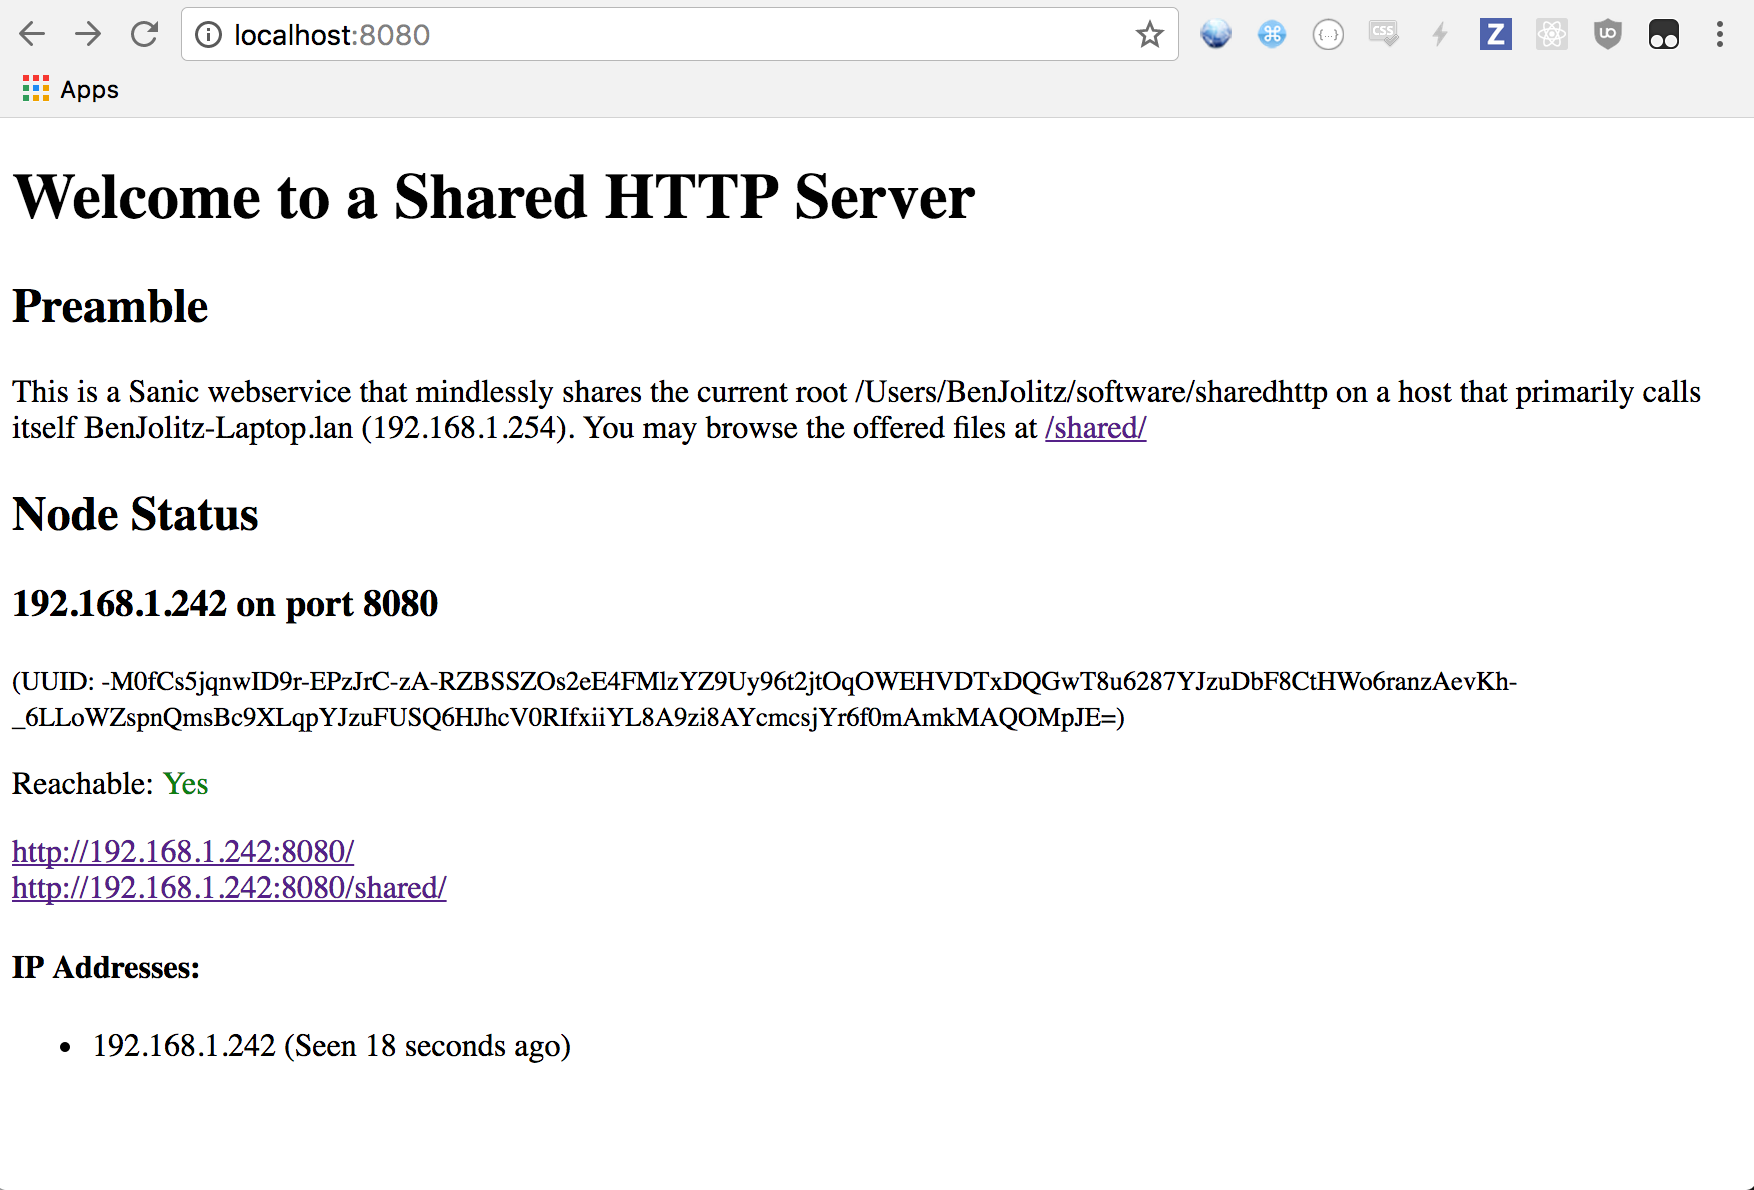 localhost:8080
CSS
Z
Apps
Welcome to a Shared HTTP Server
Preamble
This is a Sanic webservice that mindlessly shares the current root /Users/BenJolitz/software/sharedhttp on a host that primarily calls
itself BenJolitz-Laptop.lan (192.168.1.254). You may browse the offered files at /shared/
Node Status
192.168.1.242 on port 8080
(UUID: -M0fCs5jqnwID9r-EPzJrC-zA-RZBSSZOs2eE4FMlzYZ9Uy96t2jtOqOWEHVDTxDQGwT8u6287YJzuDbF8CtHWo6ranzAevKh-
_6LLoWZspnQmsBc9XLqpYJzuFUSQ6HJhcV0RIfxiiYL8A9zi8AYcmcsjYr6f0mAmkMAQOMpJE=)
Reachable: Yes
http://192.168.1.242:8080/
http://192.168.1.242:8080/shared/
IP Addresses:
• 192.168.1.242 (Seen 18 seconds ago)